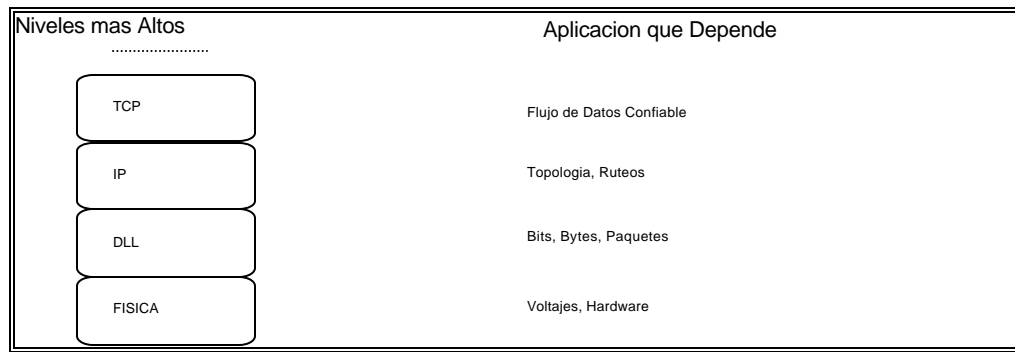 Niveles mas Altos
Aplicacion que Depende
.......................
TCP
Flujo de Datos Confiable
IP
Topologia, Ruteos
DLL
Bits, Bytes, Paquetes
FISICA
Voltajes, Hardware